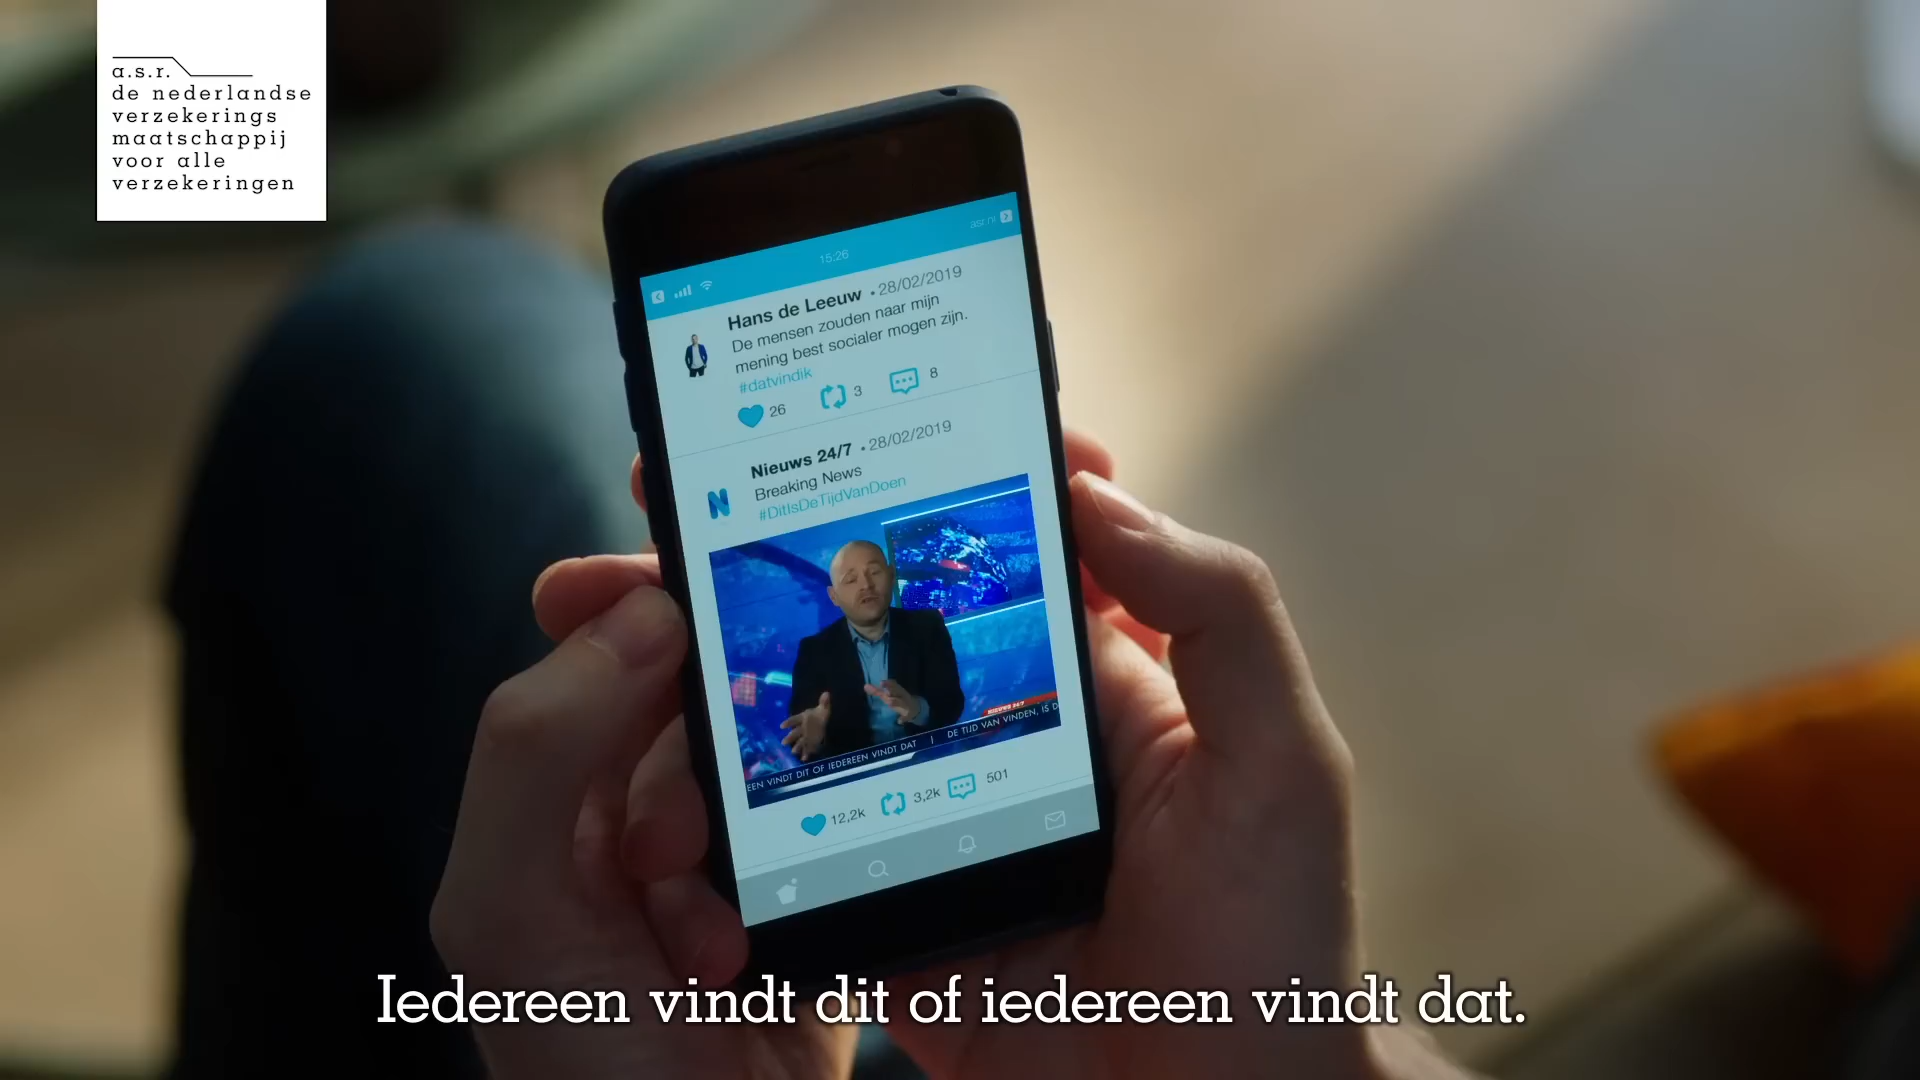 a.s.r.
de nederlandse
verzekerings
maatschappij
voor alle
verzekeringen
asr.nl
15:26
Hans de Leeuw • 28/02/2019
De mensen zouden naar mijn
mening best socialer mogen zijn.
#datvindik
26 3 8
Nieuws 24/7 • 28/02/2019
Breaking News
#DitIsDeTijdVanDoen
N
NIEUWS 24/7
EEN VINDT DIT OF IEDEREEN VINDT DAT | DE TIJD VAN VINDEN, IS D
12,2k 3,2k 501
Iedereen vindt dit of iedereen vindt dat.